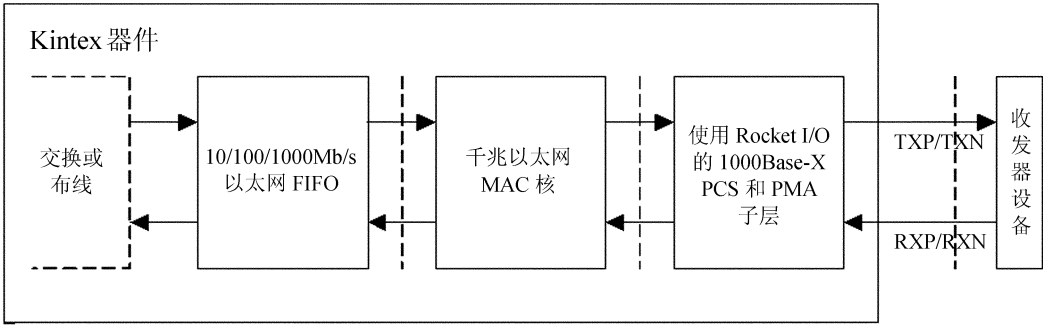 Kintex 器件
交换或
布线
10/100/1000Mb/s
以太网 FIFO
千兆以太网
MAC 核
使用 Rocket I/O
的 1000Base-X
PCS 和 PMA
子层
TXP/TXN
RXP/RXN
收发器设备